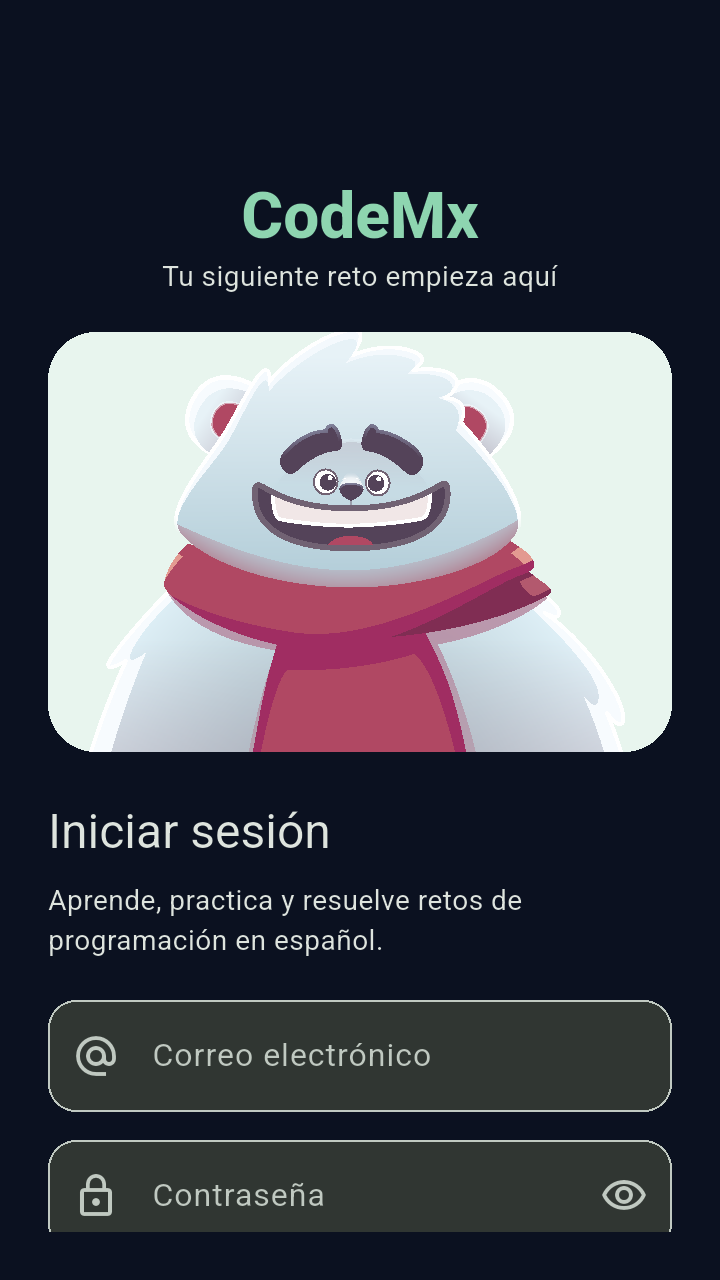 CodeMx
Tu siguiente reto empieza aquí
Iniciar sesión
Aprende, practica y resuelve retos de
programación en español.
Correo electrónico
Contraseña